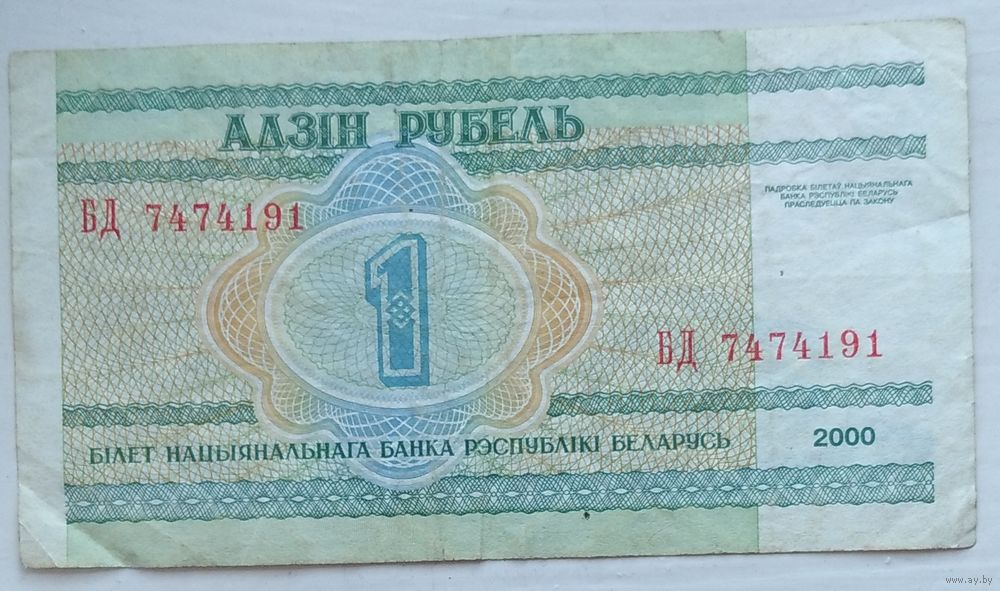 АДЗІН РУБЕЛЬ
ПАДРОБКА БІЛЕТАЎ НАЦЫЯНАЛЬНАГА
БАНКА РЭСПУБЛІКІ БЕЛАРУСЬ
ПРАСЛЕДУЕЦЦА ПА ЗАКОНУ
БД 7474191
1
БД 7474191
БІЛЕТ НАЦЫЯНАЛЬНАГА БАНКА РЭСПУБЛІКІ БЕЛАРУСЬ
2000
www.ay.by